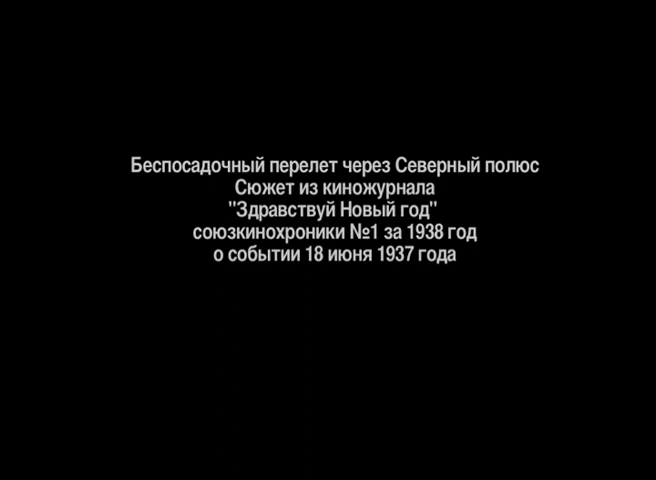 Беспосадочный перелет через Северный полюс
Сюжет из киножурнала
"Здравствуй Новый год"
союзкинохроники №1 за 1938 год
о событии 18 июня 1937 года